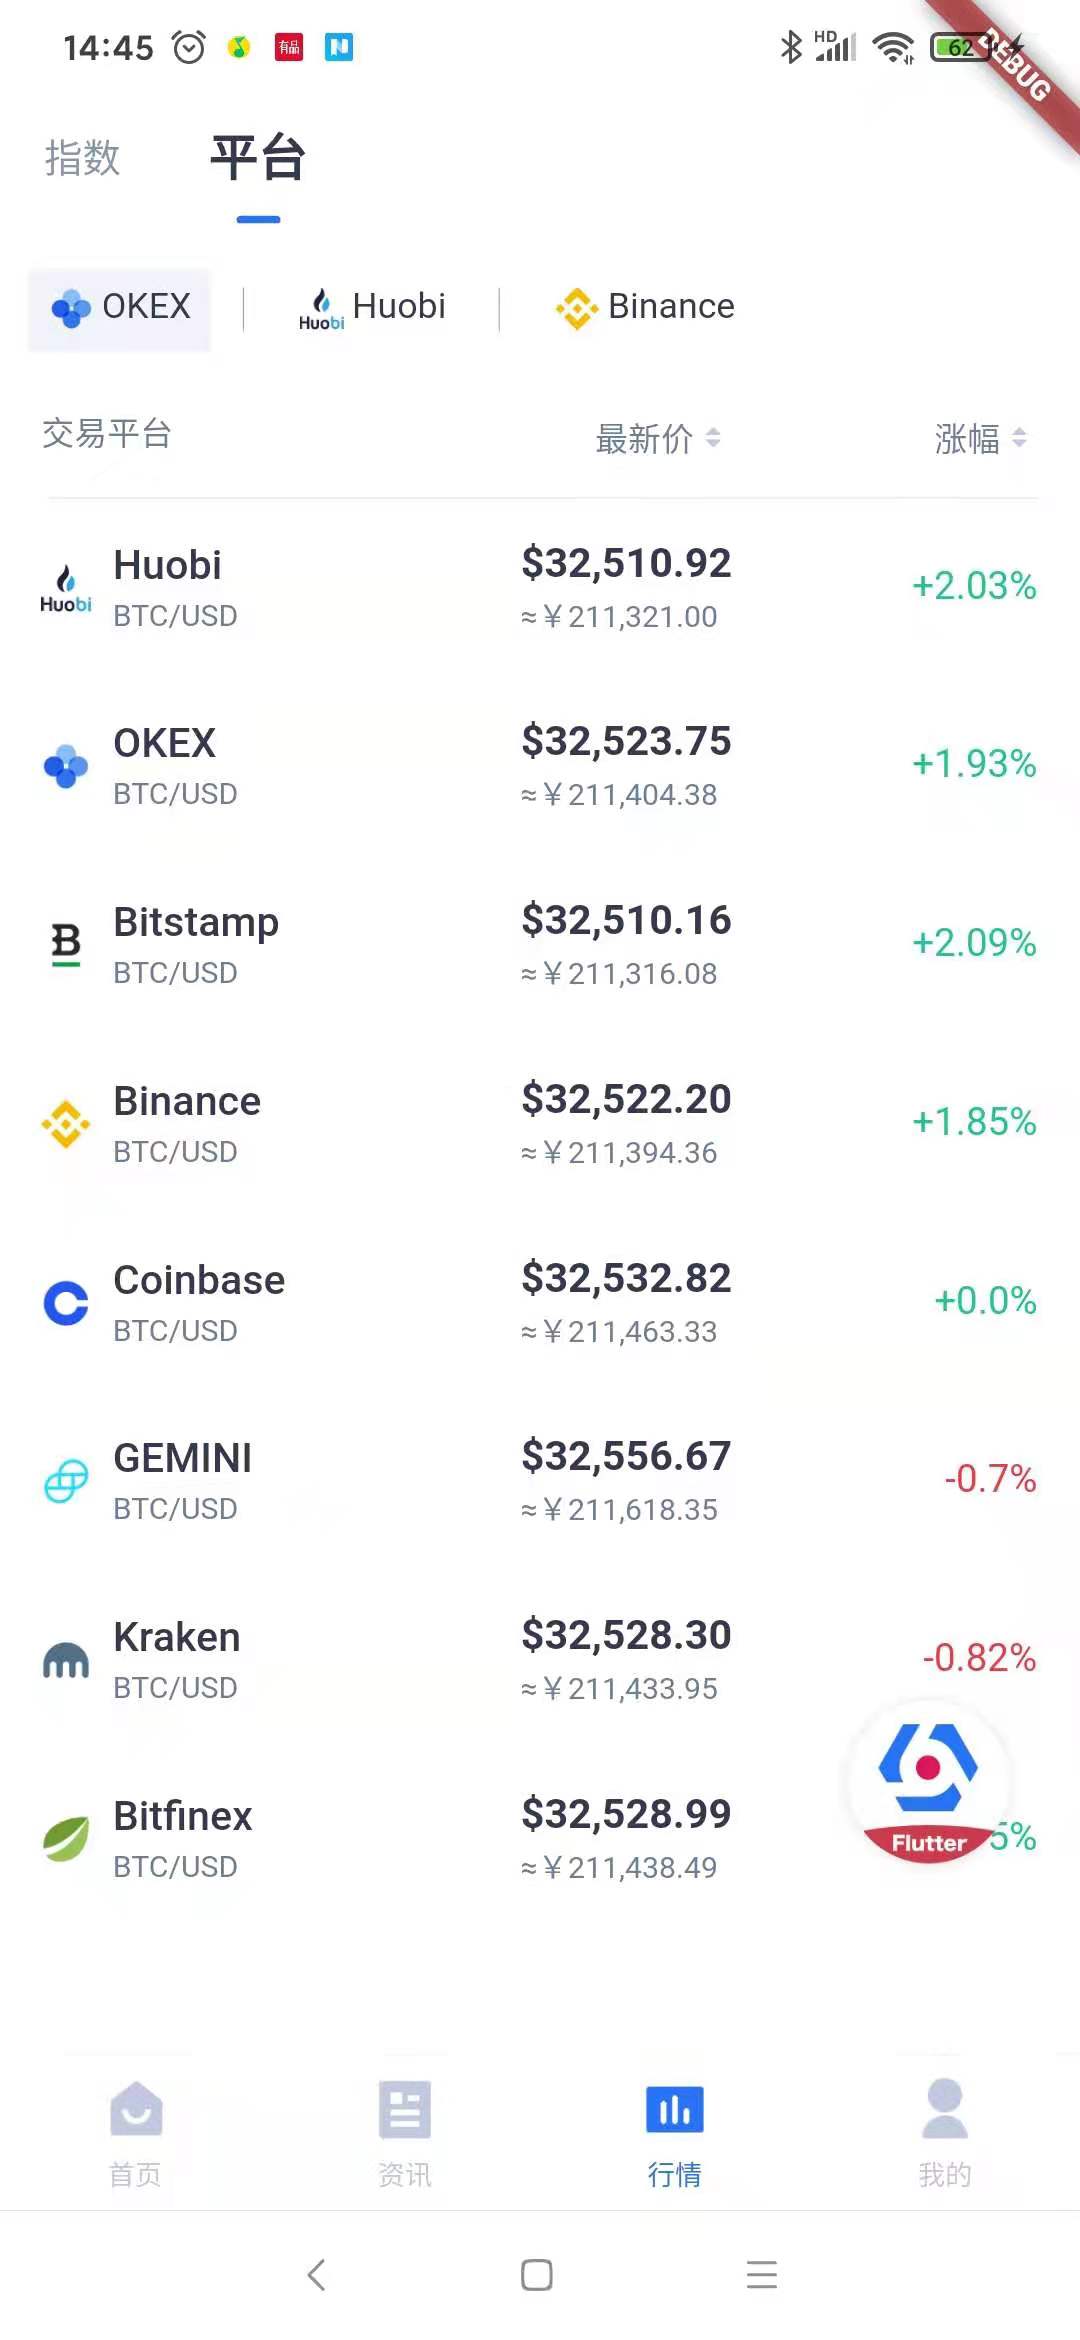 14:45
有品
HD
62
DEBUG
指数 平台
OKEX Huobi Huobi Binance
交易平台 最新价 涨幅
Huobi Huobi $32,510.92 +2.03%
BTC/USD ≈¥211,321.00
OKEX $32,523.75 +1.93%
BTC/USD ≈¥211,404.38
Bitstamp $32,510.16 +2.09%
BTC/USD ≈¥211,316.08
Binance $32,522.20 +1.85%
BTC/USD ≈¥211,394.36
Coinbase $32,532.82 +0.0%
BTC/USD ≈¥211,463.33
GEMINI $32,556.67 -0.7%
BTC/USD ≈¥211,618.35
Kraken $32,528.30 -0.82%
BTC/USD ≈¥211,433.95
Bitfinex $32,528.99 5%
BTC/USD ≈¥211,438.49
Flutter
首页 资讯 行情 我的